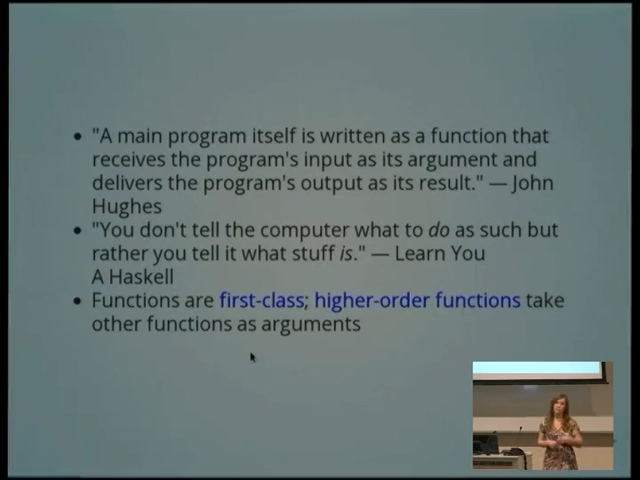 • "A main program itself is written as a function that
receives the program's input as its argument and
delivers the program's output as its result." — John
Hughes
• "You don't tell the computer what to do as such but
rather you tell it what stuff is." — Learn You
A Haskell
• Functions are first-class; higher-order functions take
other functions as arguments